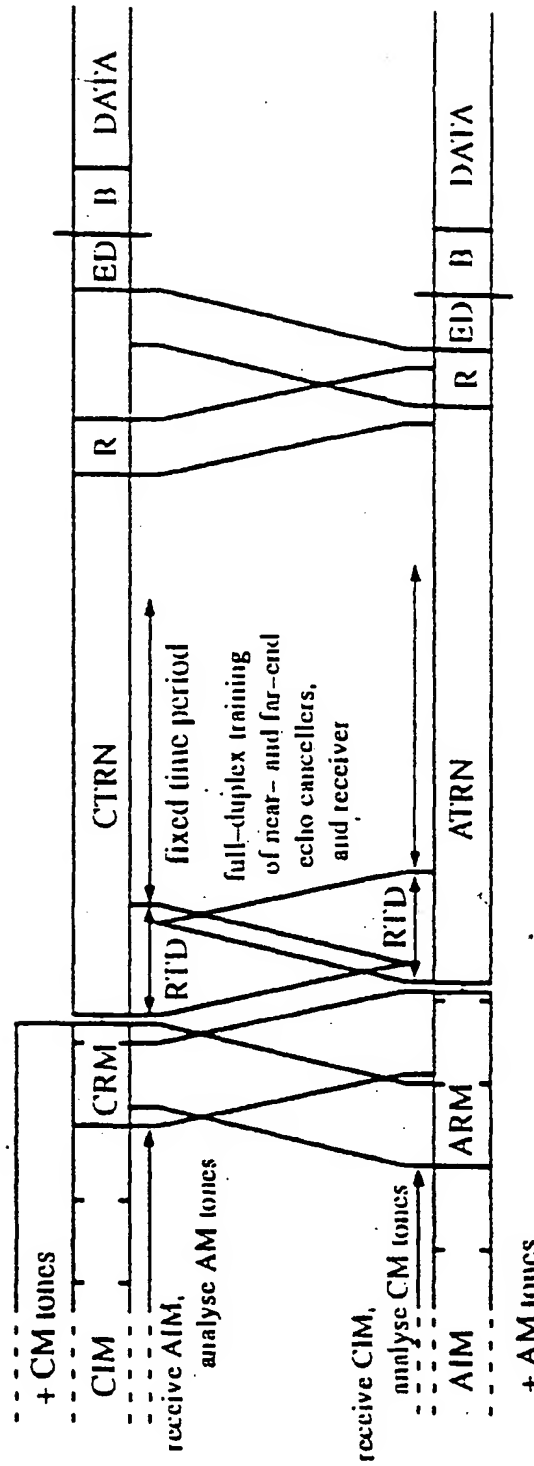 + CM tones
CIM
CRM
CTRN
R
ED
B
DATA
receive AIM,
analyse AM tones
RTD
fixed time period
full-duplex training
of near- and far-end
echo cancellers,
and receiver
receive CIM,
analyse CM tones
RTD
AIM
ARM
ATRN
R
ED
B
DATA
+ AM tones